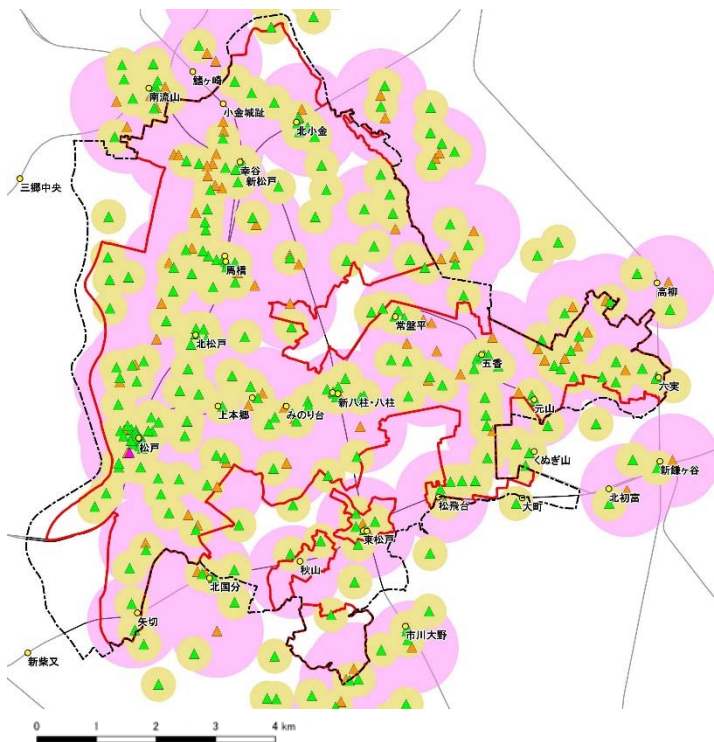 鰭ヶ崎
南流山
小金城趾
北小金
幸谷
新松戸
三郷中央
馬橋
高柳
常盤平
北松戸
五香
六実
元山
新八柱・八柱
みのり台
上本郷
松戸
くぬぎ山
新鎌ヶ谷
北初富
松飛台
大町
東松戸
秋山
北国分
矢切
市川大野
新柴又
0 1 2 3 4 km